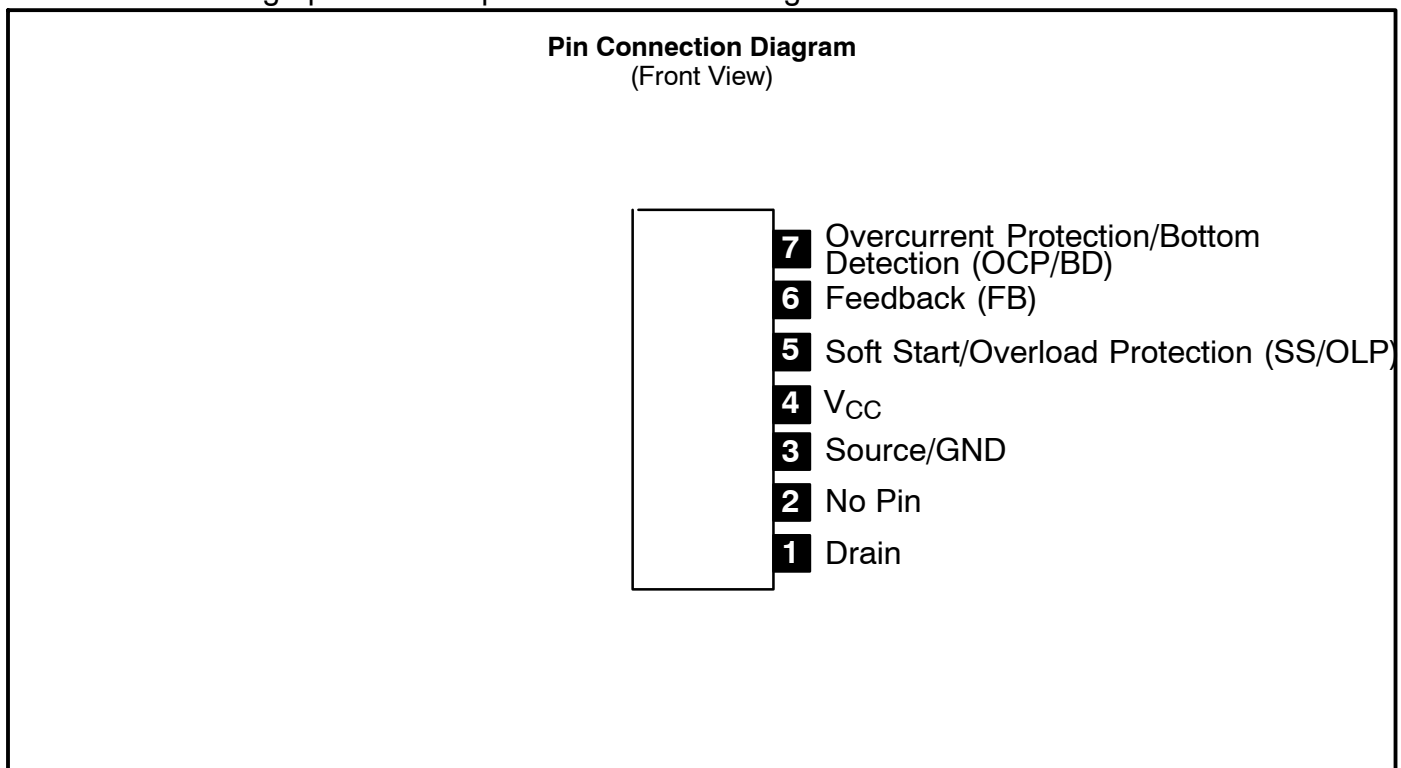 Pin Connection Diagram
(Front View)
7 Overcurrent Protection/Bottom
Detection (OCP/BD)
6 Feedback (FB)
5 Soft Start/Overload Protection (SS/OLP)
4 VCC
3 Source/GND
2 No Pin
1 Drain